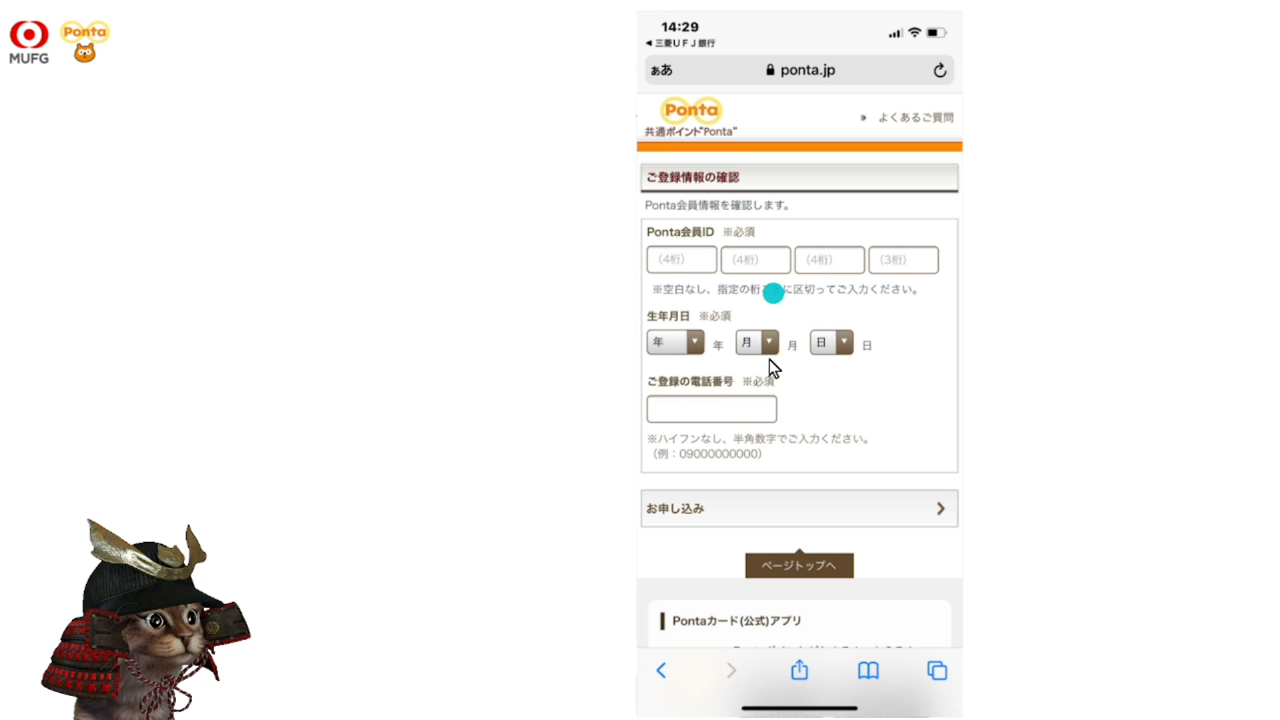 MUFG
Ponta
14:29
◀ 三菱ＵＦＪ銀行
ぁあ
ponta.jp
Ponta
共通ポイント"Ponta"
よくあるご質問
ご登録情報の確認
Ponta会員情報を確認します。
Ponta会員ID ※必須
(4桁) (4桁) (4桁) (3桁)
※空白なし、指定の桁 に区切ってご入力ください。
生年月日 ※必須
年 年 月 月 日 日
ご登録の電話番号 ※必須
※ハイフンなし、半角数字でご入力ください。
(例：09000000000)
お申し込み
ページトップへ
Pontaカード(公式)アプリ